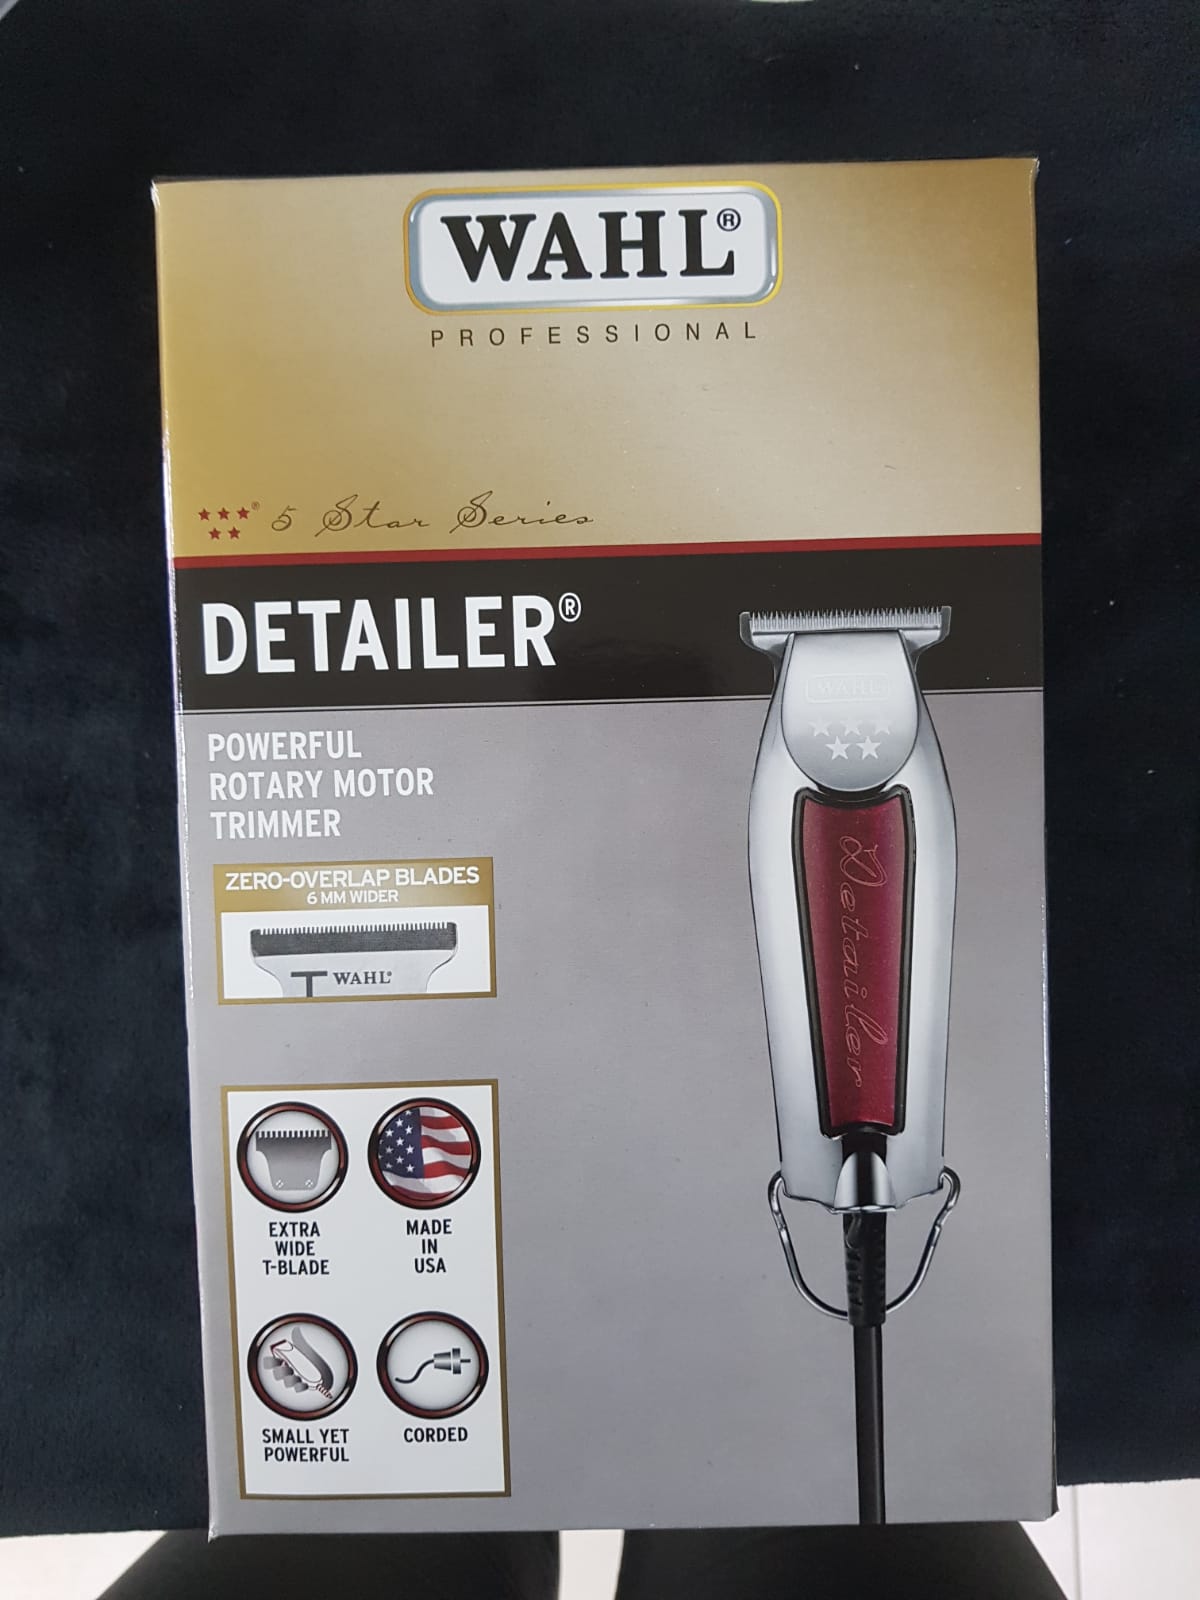 WAHL®
PROFESSIONAL
® 5 Star Series
DETAILER®
POWERFUL
ROTARY MOTOR
TRIMMER
ZERO-OVERLAP BLADES
6 MM WIDER
T WAHL®
WAHL
Detailer
EXTRA
WIDE
T-BLADE
MADE
IN
USA
SMALL YET
POWERFUL
CORDED